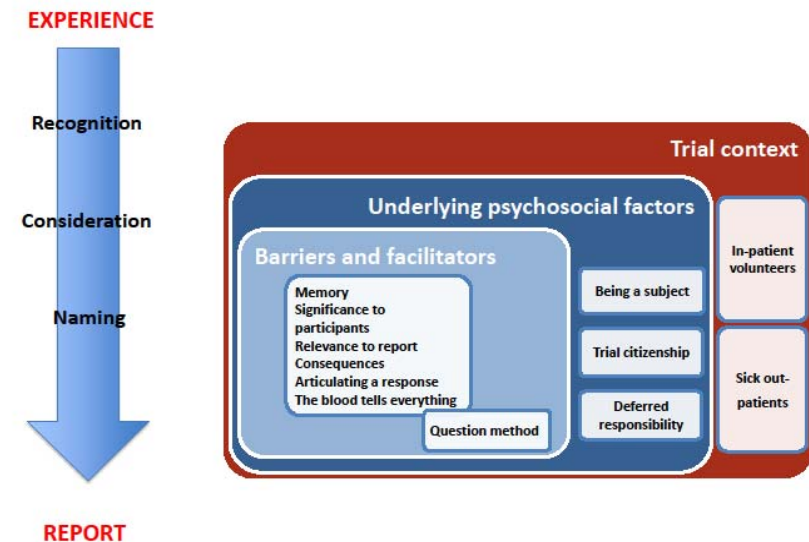 EXPERIENCE
Recognition
Consideration
Naming
REPORT
Trial context
Underlying psychosocial factors
Barriers and facilitators
Memory
Significance to
participants
Relevance to report
Consequences
Articulating a response
The blood tells everything
Question method
Being a subject
Trial citizenship
Deferred
responsibility
In-patient
volunteers
Sick out-
patients